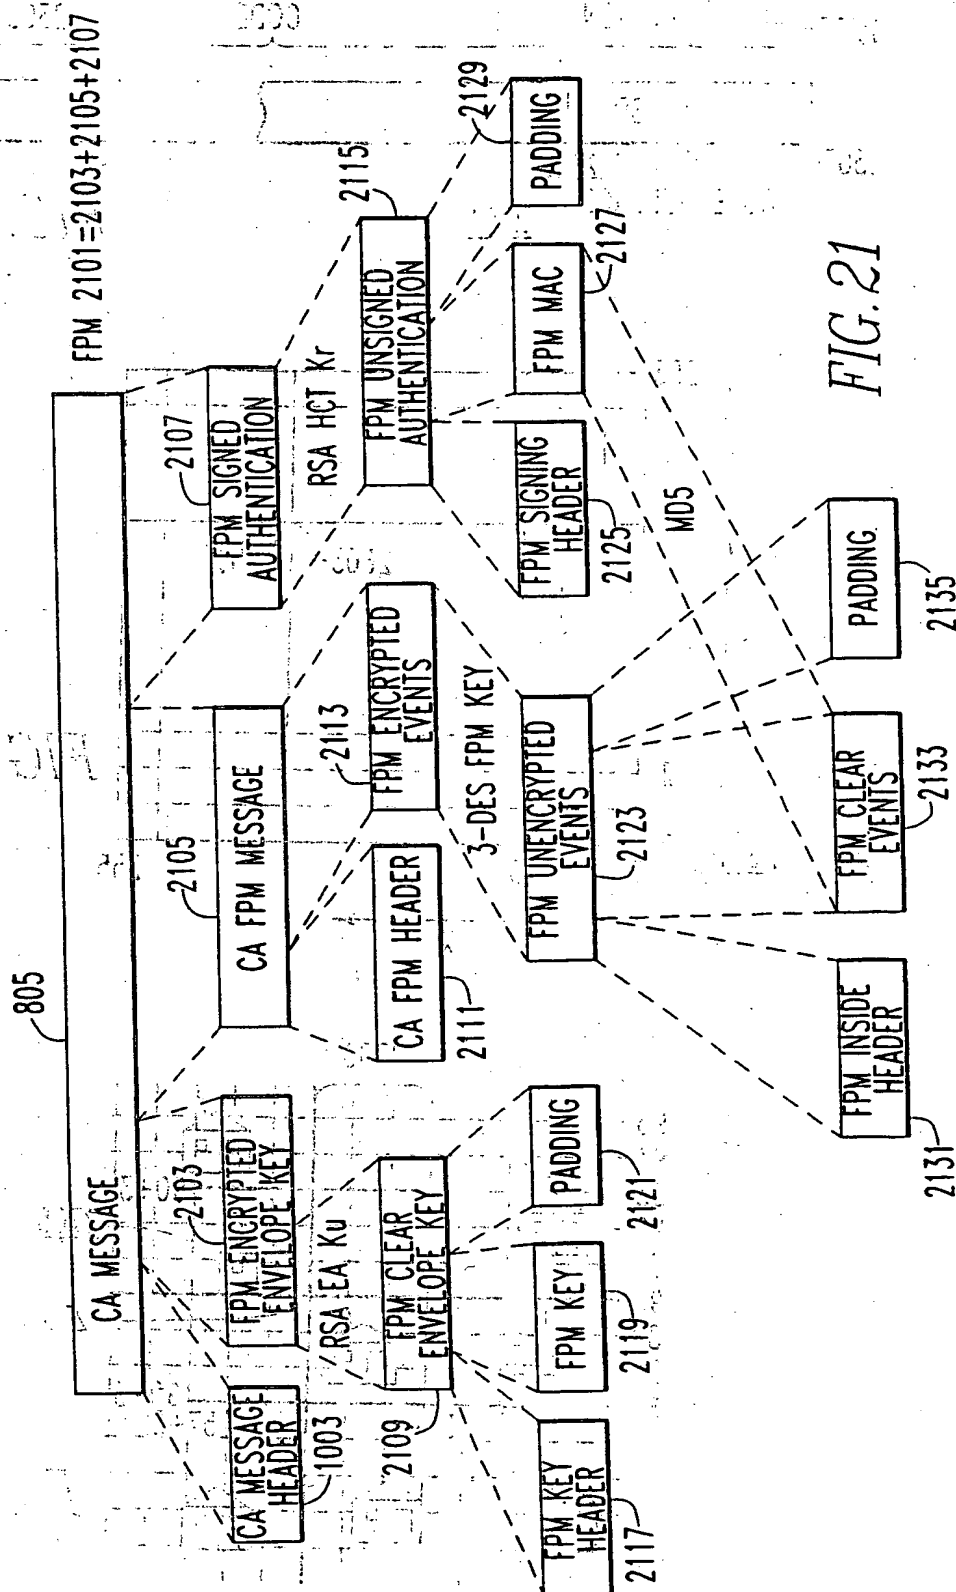 FPM 2101=2103+2105+2107
805
CA MESSAGE
CA MESSAGE
HEADER
1003
2103
FPM ENCRYPTED
ENVELOPE KEY
2105
CA FPM MESSAGE
2107
FPM SIGNED
AUTHENTICATION
RSA EA Ku
RSA HCT Kr
2109
FPM CLEAR
ENVELOPE KEY
CA FPM HEADER
2111
2113
FPM ENCRYPTED
EVENTS
2115
FPM UNSIGNED
AUTHENTICATION
3-DES FPM KEY
FPM KEY
HEADER
2117
FPM KEY
2119
PADDING
2121
FPM UNENCRYPTED
EVENTS
2123
FPM SIGNING
HEADER
2125
FPM MAC
2127
PADDING
2129
MD5
FPM INSIDE
HEADER
2131
FPM CLEAR
EVENTS
2133
PADDING
2135
FIG. 21